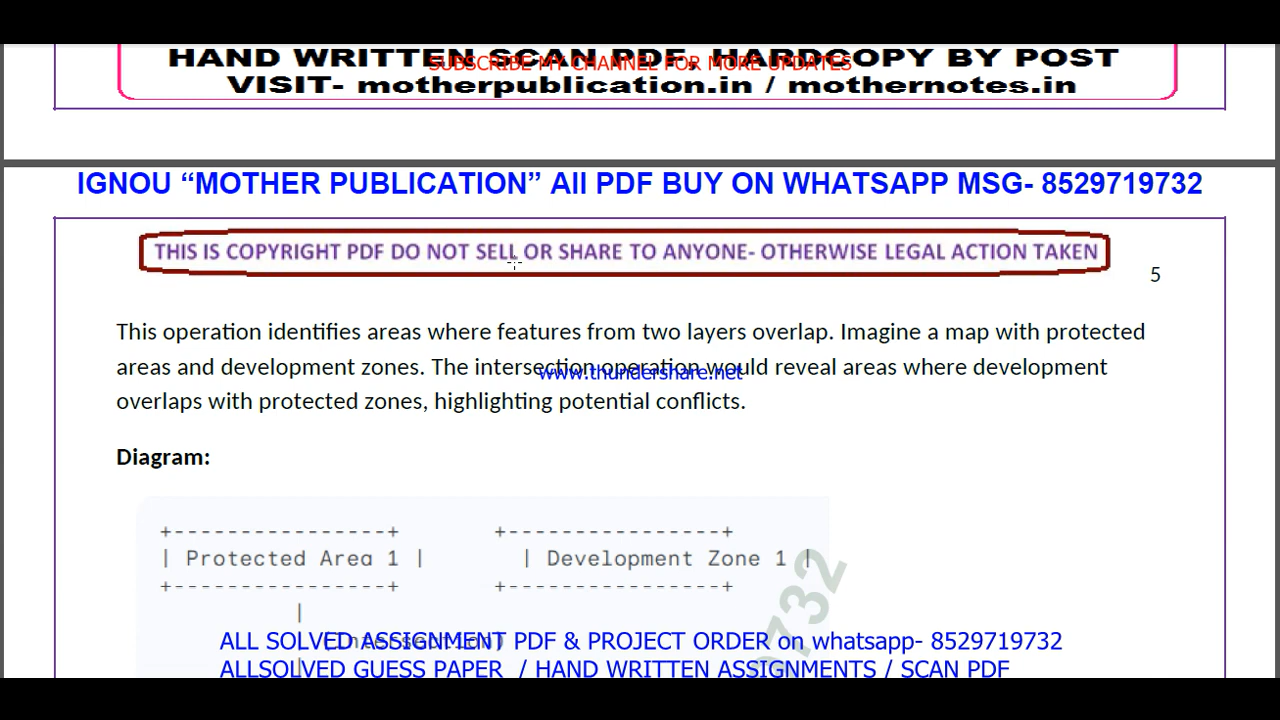 HAND WRITTEN SCAN PDF, HARDCOPY BY POST
SUBSCRIBE MY CHANNEL FOR MORE UPDATES
VISIT- motherpublication.in / mothernotes.in
IGNOU “MOTHER PUBLICATION” All PDF BUY ON WHATSAPP MSG- 8529719732
THIS IS COPYRIGHT PDF DO NOT SELL OR SHARE TO ANYONE- OTHERWISE LEGAL ACTION TAKEN
5
This operation identifies areas where features from two layers overlap. Imagine a map with protected
areas and development zones. The intersection operation would reveal areas where development
www.thundershare.net
overlaps with protected zones, highlighting potential conflicts.
Diagram:
+----------------+ +----------------+
| Protected Area 1 | | Development Zone 1 |
+----------------+ +----------------+
|
(Intersection)
ALL SOLVED ASSIGNMENT PDF & PROJECT ORDER on whatsapp- 8529719732
|
ALLSOLVED GUESS PAPER / HAND WRITTEN ASSIGNMENTS / SCAN PDF
9732